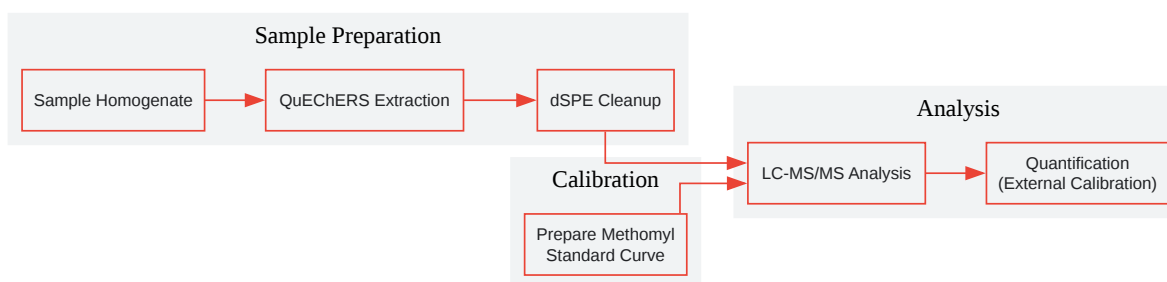 Sample Preparation
Sample Homogenate
QuEChERS Extraction
dSPE Cleanup
Calibration
Prepare Methomyl
Standard Curve
Analysis
LC-MS/MS Analysis
Quantification
(External Calibration)